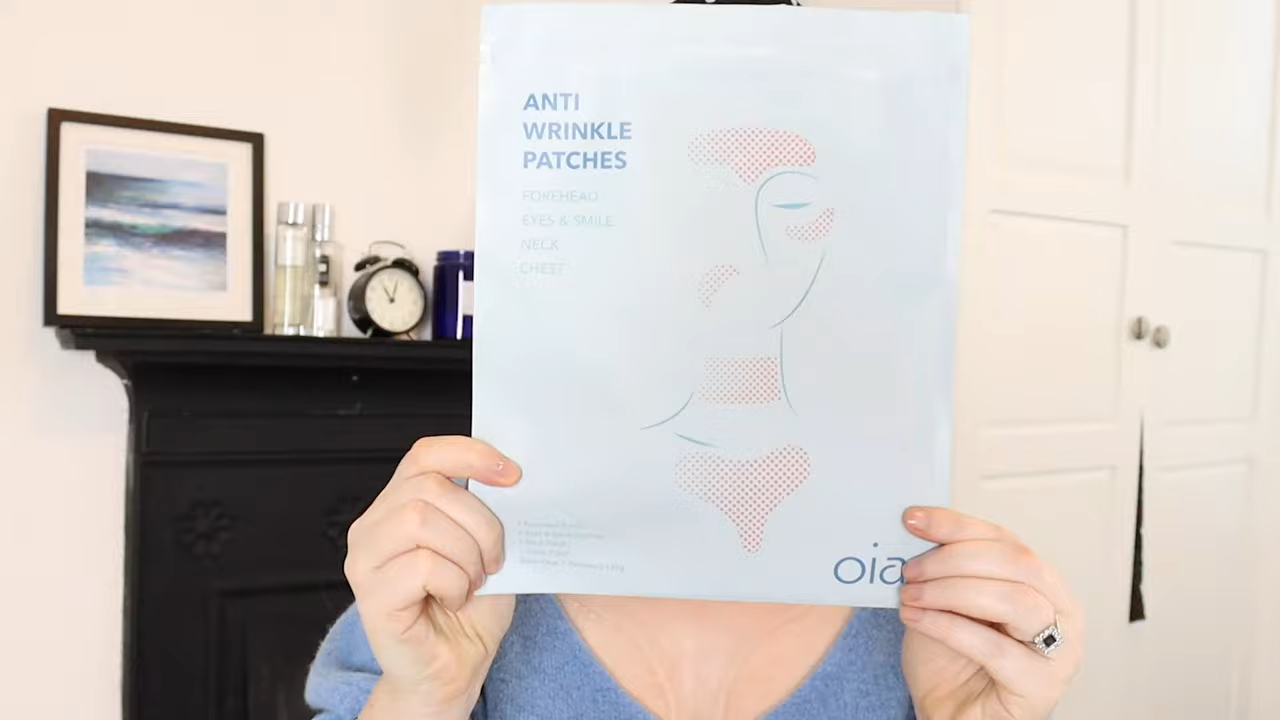 ANTI
WRINKLE
PATCHES
FOREHEAD
EYES & SMILE
NECK
CHEST
oia